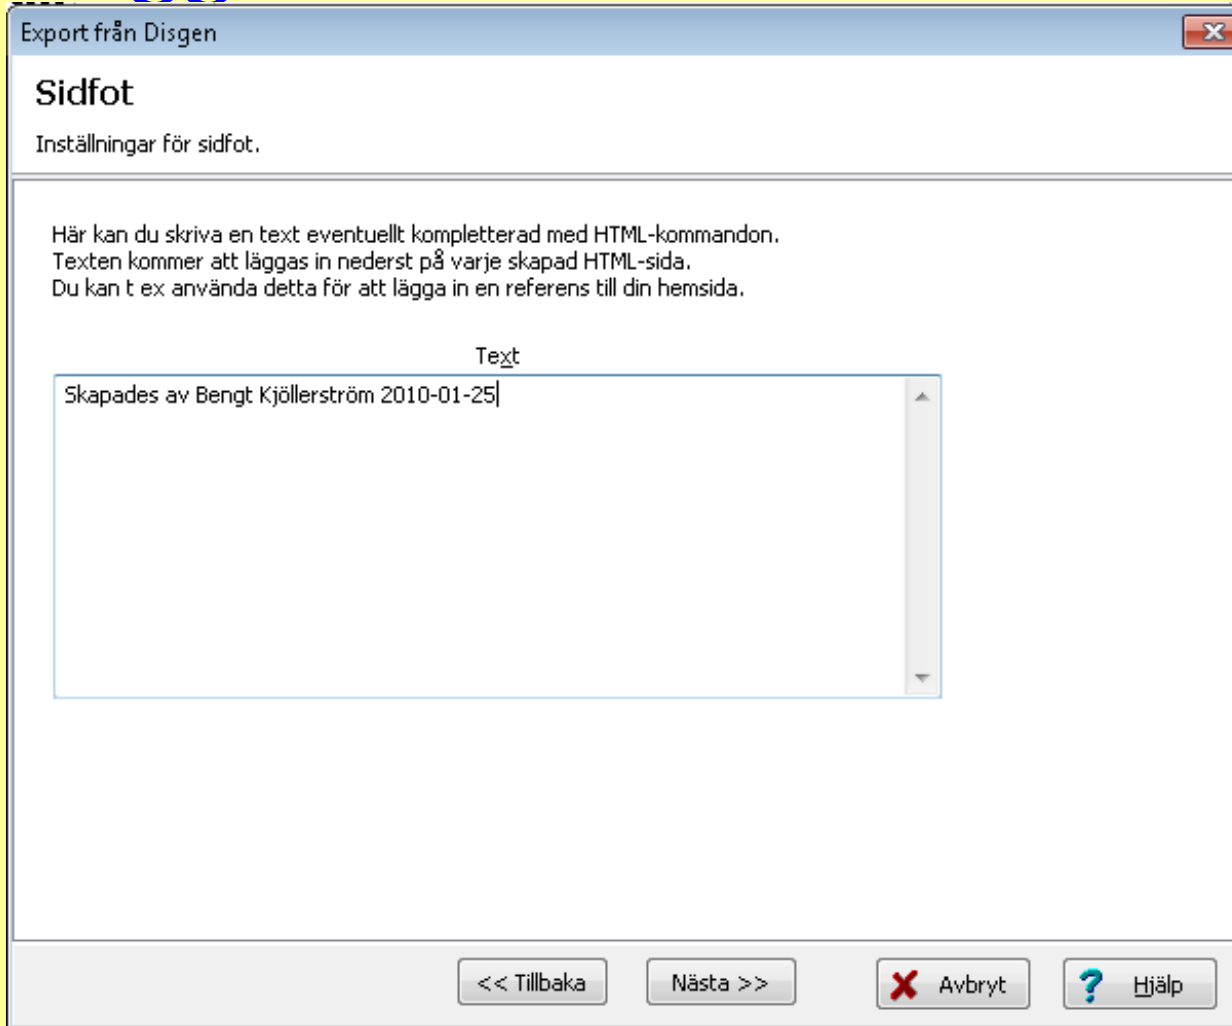 Export från Disgen
Sidfot
Inställningar för sidfot.
Här kan du skriva en text eventuellt kompletterad med HTML-kommandon.
Texten kommer att läggas in nederst på varje skapad HTML-sida.
Du kan t ex använda detta för att lägga in en referens till din hemsida.
Text
Skapades av Bengt Kjöllerström 2010-01-25
<< Tillbaka
Nästa >>
Avbryt
Hjälp